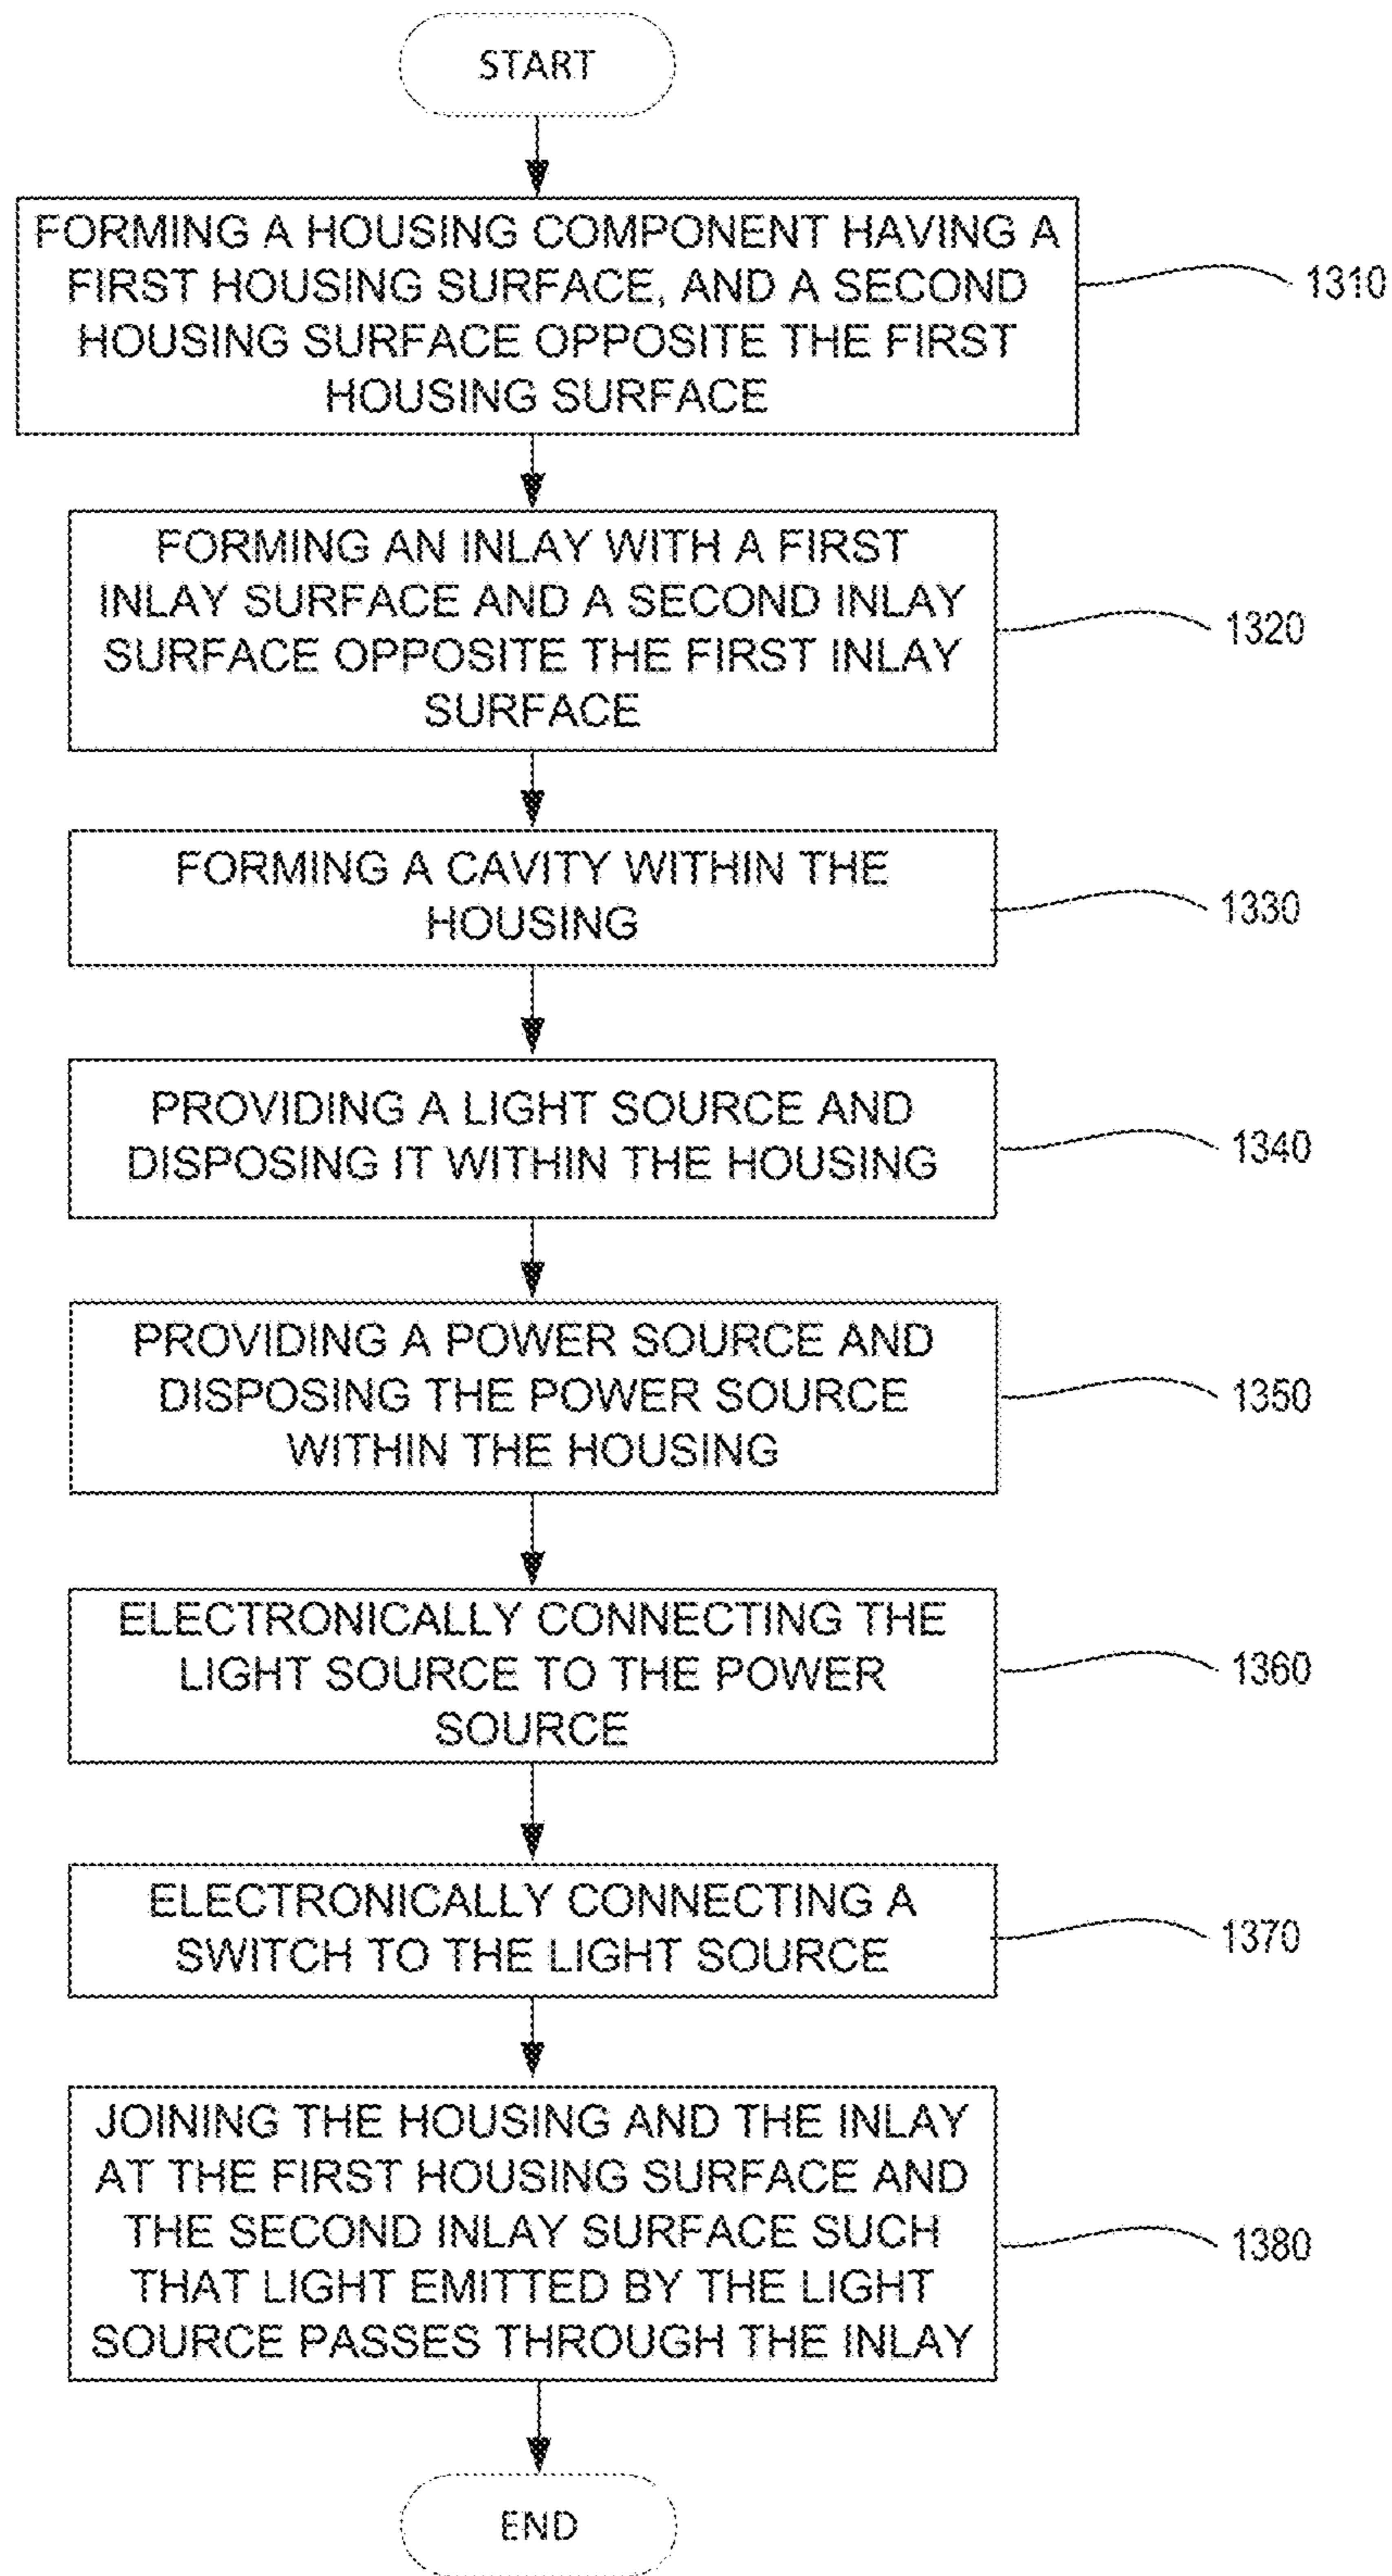 START
FORMING A HOUSING COMPONENT HAVING A
FIRST HOUSING SURFACE, AND A SECOND
HOUSING SURFACE OPPOSITE THE FIRST
HOUSING SURFACE
1310
FORMING AN INLAY WITH A FIRST
INLAY SURFACE AND A SECOND INLAY
SURFACE OPPOSITE THE FIRST INLAY
SURFACE
1320
FORMING A CAVITY WITHIN THE
HOUSING
1330
PROVIDING A LIGHT SOURCE AND
DISPOSING IT WITHIN THE HOUSING
1340
PROVIDING A POWER SOURCE AND
DISPOSING THE POWER SOURCE
WITHIN THE HOUSING
1350
ELECTRONICALLY CONNECTING THE
LIGHT SOURCE TO THE POWER
SOURCE
1360
ELECTRONICALLY CONNECTING A
SWITCH TO THE LIGHT SOURCE
1370
JOINING THE HOUSING AND THE INLAY
AT THE FIRST HOUSING SURFACE AND
THE SECOND INLAY SURFACE SUCH
THAT LIGHT EMITTED BY THE LIGHT
SOURCE PASSES THROUGH THE INLAY
1380
END